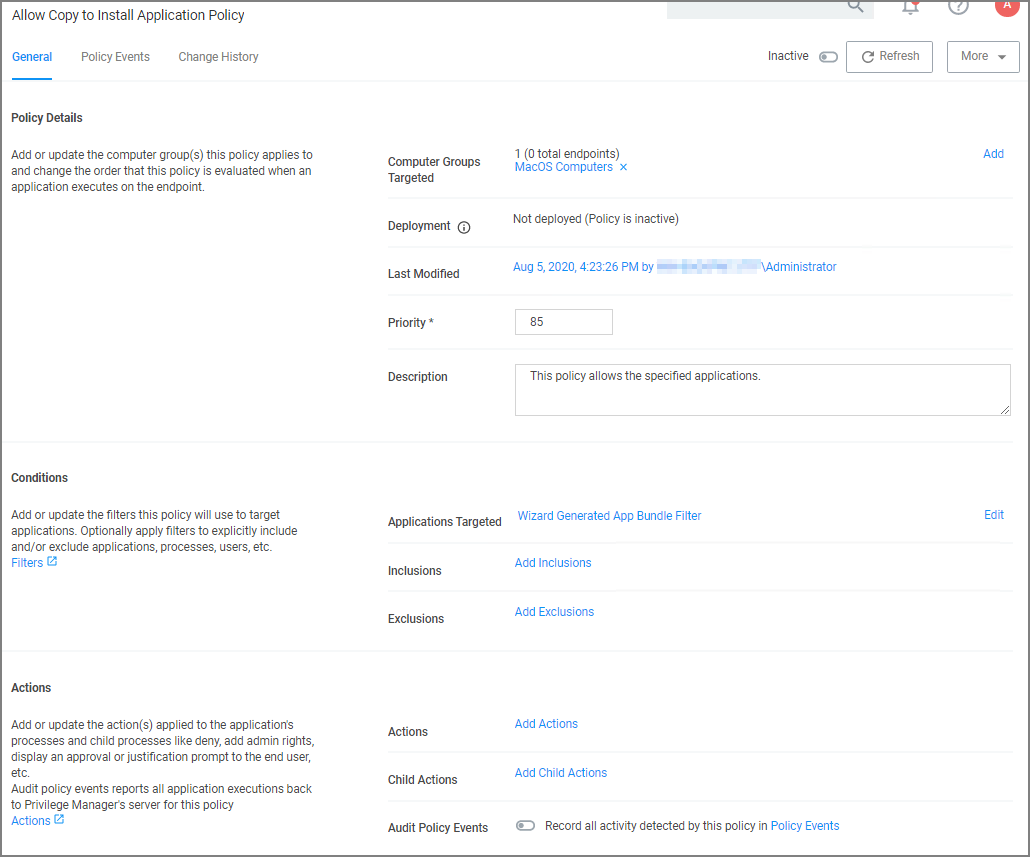 Allow Copy to Install Application Policy
A
General Policy Events Change History
Inactive Refresh More
Policy Details
Add or update the computer group(s) this policy applies to
and change the order that this policy is evaluated when an
application executes on the endpoint.
Computer Groups
Targeted
1 (0 total endpoints)
MacOS Computers ×
Add
Deployment
Not deployed (Policy is inactive)
Last Modified
Aug 5, 2020, 4:23:26 PM by \Administrator
Priority *
85
Description
This policy allows the specified applications.
Conditions
Add or update the filters this policy will use to target
applications. Optionally apply filters to explicitly include
and/or exclude applications, processes, users, etc.
Filters
Applications Targeted
Wizard Generated App Bundle Filter
Edit
Inclusions
Add Inclusions
Exclusions
Add Exclusions
Actions
Add or update the action(s) applied to the application's
processes and child processes like deny, add admin rights,
display an approval or justification prompt to the end user,
etc.
Audit policy events reports all application executions back
to Privilege Manager's server for this policy
Actions
Actions
Add Actions
Child Actions
Add Child Actions
Audit Policy Events
Record all activity detected by this policy in Policy Events